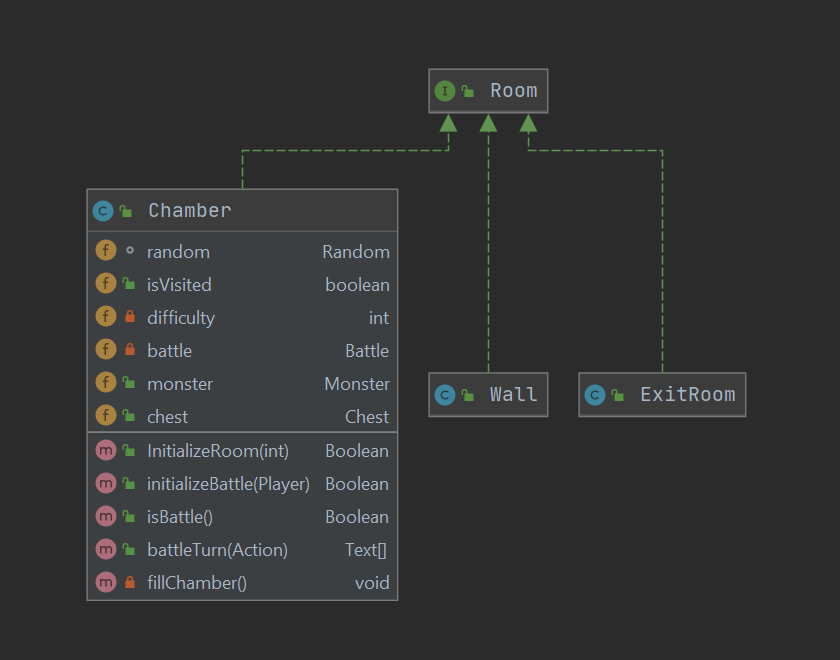 I Room
C Chamber
f random Random
f isVisited boolean
f difficulty int
f battle Battle
f monster Monster
f chest Chest
m InitializeRoom(int) Boolean
m initializeBattle(Player) Boolean
m isBattle() Boolean
m battleTurn(Action) Text[]
m fillChamber() void
C Wall
C ExitRoom